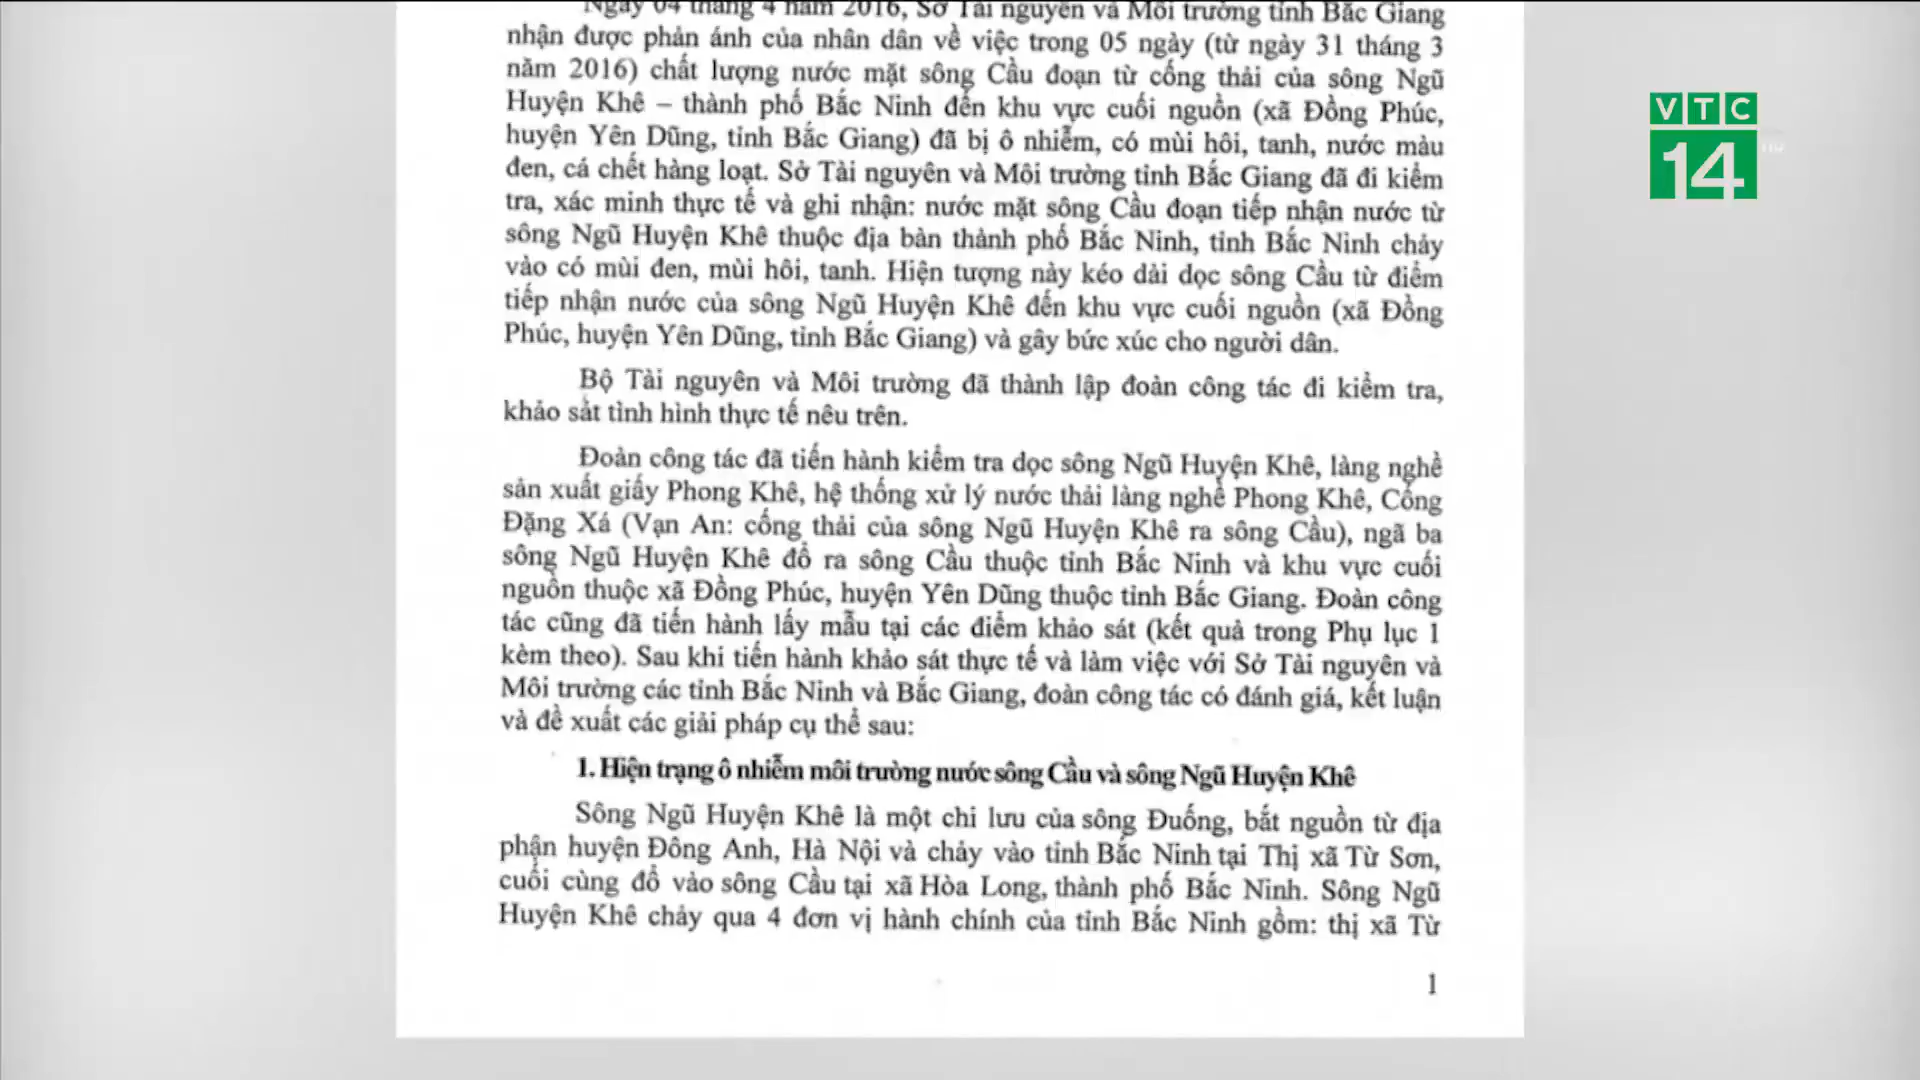 Ngày 04 tháng 4 năm 2016, Sở Tài nguyên và Môi trường tỉnh Bắc Giang
nhận được phản ánh của nhân dân về việc trong 05 ngày (từ ngày 31 tháng 3
năm 2016) chất lượng nước mặt sông Cầu đoạn từ cống thải của sông Ngũ
Huyện Khê – thành phố Bắc Ninh đến khu vực cuối nguồn (xã Đồng Phúc,
huyện Yên Dũng, tỉnh Bắc Giang) đã bị ô nhiễm, có mùi hôi, tanh, nước màu
đen, cá chết hàng loạt. Sở Tài nguyên và Môi trường tỉnh Bắc Giang đã đi kiểm
tra, xác minh thực tế và ghi nhận: nước mặt sông Cầu đoạn tiếp nhận nước từ
sông Ngũ Huyện Khê thuộc địa bàn thành phố Bắc Ninh, tỉnh Bắc Ninh chảy
vào có mùi đen, mùi hôi, tanh. Hiện tượng này kéo dài dọc sông Cầu từ điểm
tiếp nhận nước của sông Ngũ Huyện Khê đến khu vực cuối nguồn (xã Đồng
Phúc, huyện Yên Dũng, tỉnh Bắc Giang) và gây bức xúc cho người dân.
Bộ Tài nguyên và Môi trường đã thành lập đoàn công tác đi kiểm tra,
khảo sát tình hình thực tế nêu trên.
Đoàn công tác đã tiến hành kiểm tra dọc sông Ngũ Huyện Khê, làng nghề
sản xuất giấy Phong Khê, hệ thống xử lý nước thải làng nghề Phong Khê, Cống
Đặng Xá (Vạn An: cống thải của sông Ngũ Huyện Khê ra sông Cầu), ngã ba
sông Ngũ Huyện Khê đổ ra sông Cầu thuộc tỉnh Bắc Ninh và khu vực cuối
nguồn thuộc xã Đồng Phúc, huyện Yên Dũng thuộc tỉnh Bắc Giang. Đoàn công
tác cũng đã tiến hành lấy mẫu tại các điểm khảo sát (kết quả trong Phụ lục 1
kèm theo). Sau khi tiến hành khảo sát thực tế và làm việc với Sở Tài nguyên và
Môi trường các tỉnh Bắc Ninh và Bắc Giang, đoàn công tác có đánh giá, kết luận
và đề xuất các giải pháp cụ thể sau:
1. Hiện trạng ô nhiễm môi trường nước sông Cầu và sông Ngũ Huyện Khê
Sông Ngũ Huyện Khê là một chi lưu của sông Đuống, bắt nguồn từ địa
phận huyện Đông Anh, Hà Nội và chảy vào tỉnh Bắc Ninh tại Thị xã Từ Sơn,
cuối cùng đổ vào sông Cầu tại xã Hòa Long, thành phố Bắc Ninh. Sông Ngũ
Huyện Khê chảy qua 4 đơn vị hành chính của tỉnh Bắc Ninh gồm: thị xã Từ
1
VTC
14